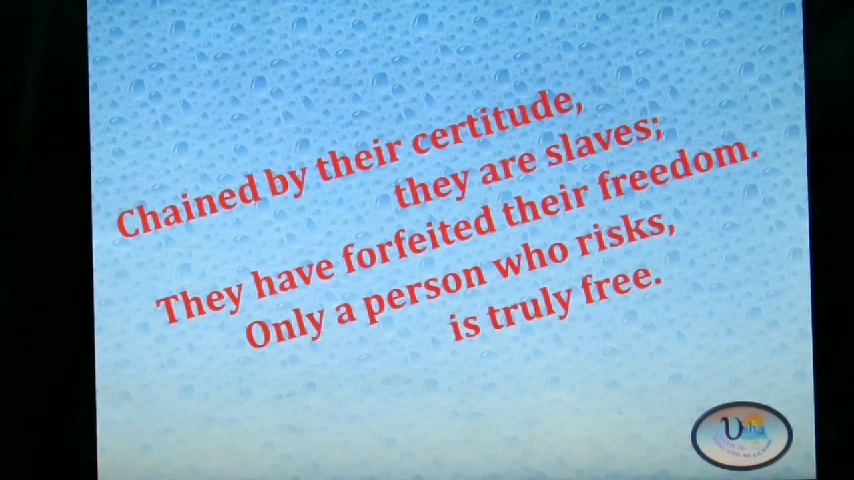 Chained by their certitude,
they are slaves;
They have forfeited their freedom.
Only a person who risks,
is truly free.
Usha